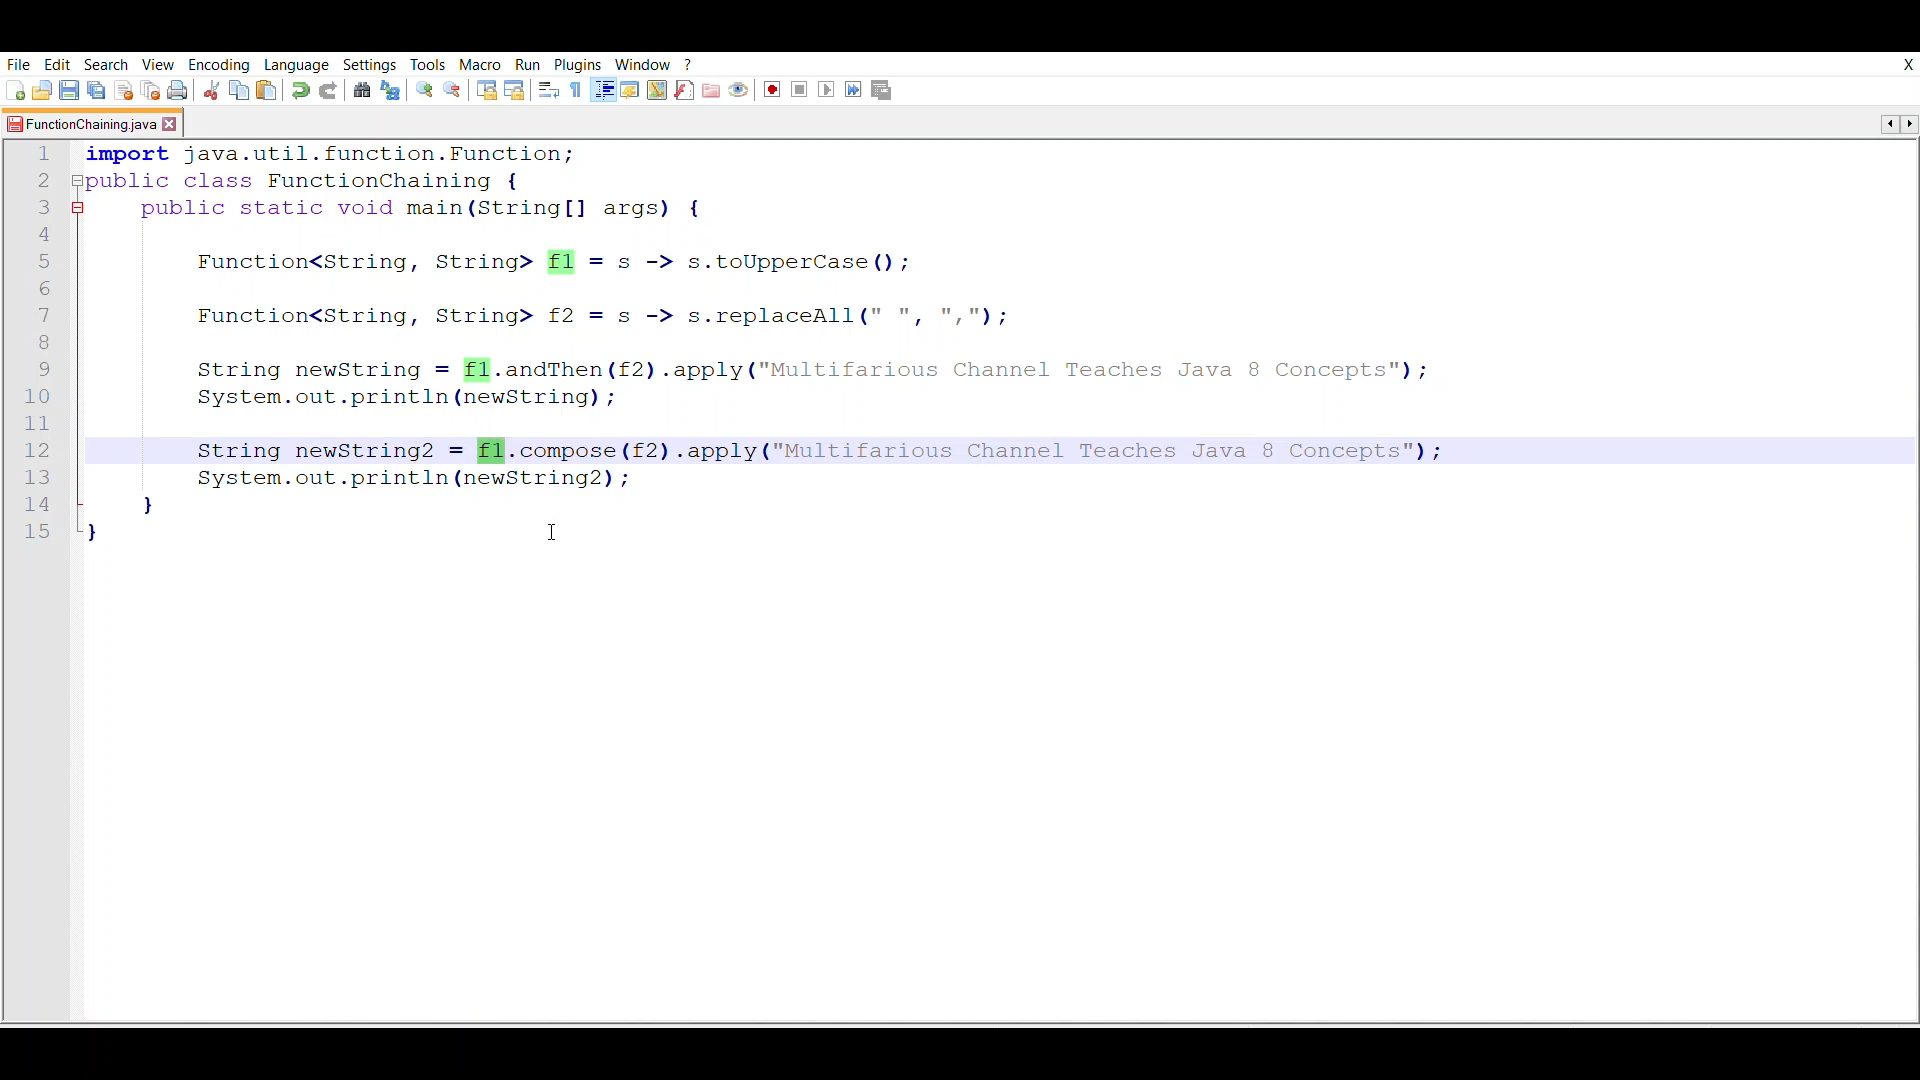 File Edit Search View Encoding Language Settings Tools Macro Run Plugins Window ? X
FunctionChaining.java
1 import java.util.function.Function;
2 public class FunctionChaining {
3 public static void main(String[] args) {
4
5 Function<String, String> f1 = s -> s.toUpperCase();
6
7 Function<String, String> f2 = s -> s.replaceAll(" ", ",");
8
9 String newString = f1.andThen(f2).apply("Multifarious Channel Teaches Java 8 Concepts");
10 System.out.println(newString);
11
12 String newString2 = f1.compose(f2).apply("Multifarious Channel Teaches Java 8 Concepts");
13 System.out.println(newString2);
14 }
15 }